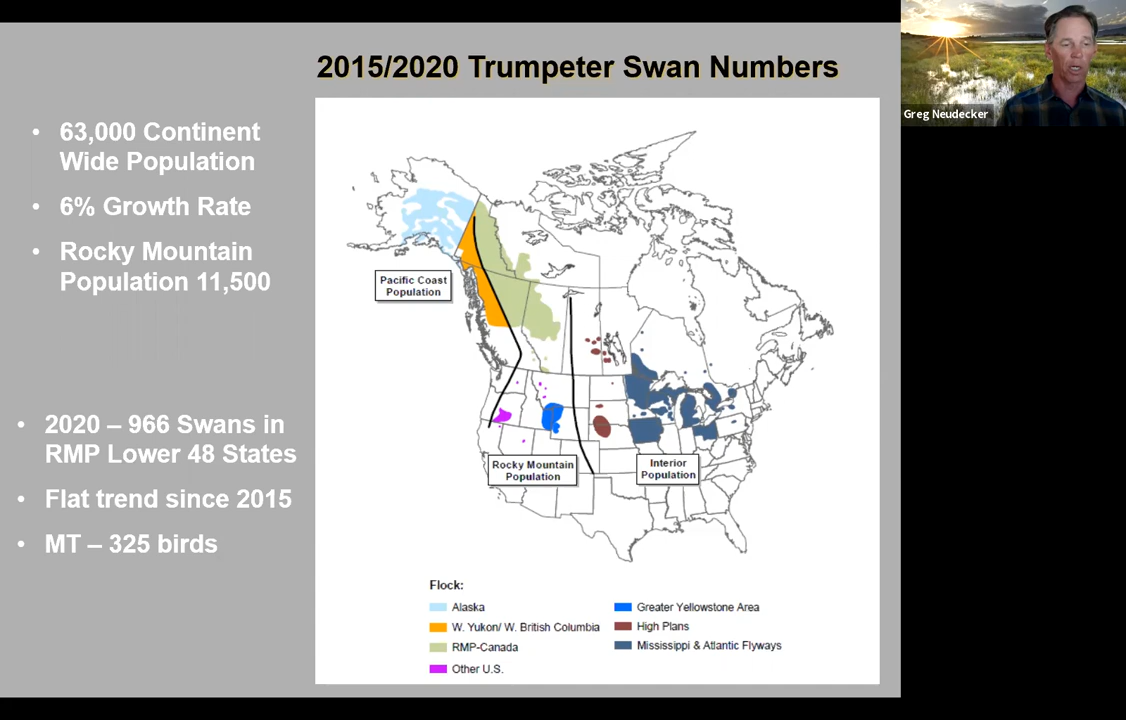 2015/2020 Trumpeter Swan Numbers
• 63,000 Continent
Wide Population
• 6% Growth Rate
• Rocky Mountain
Population 11,500
• 2020 – 966 Swans in
RMP Lower 48 States
• Flat trend since 2015
• MT – 325 birds
Pacific Coast
Population
Rocky Mountain
Population
Interior
Population
Flock:
Alaska
W. Yukon/ W. British Columbia
RMP-Canada
Other U.S.
Greater Yellowstone Area
High Plans
Mississippi & Atlantic Flyways
Greg Neudecker